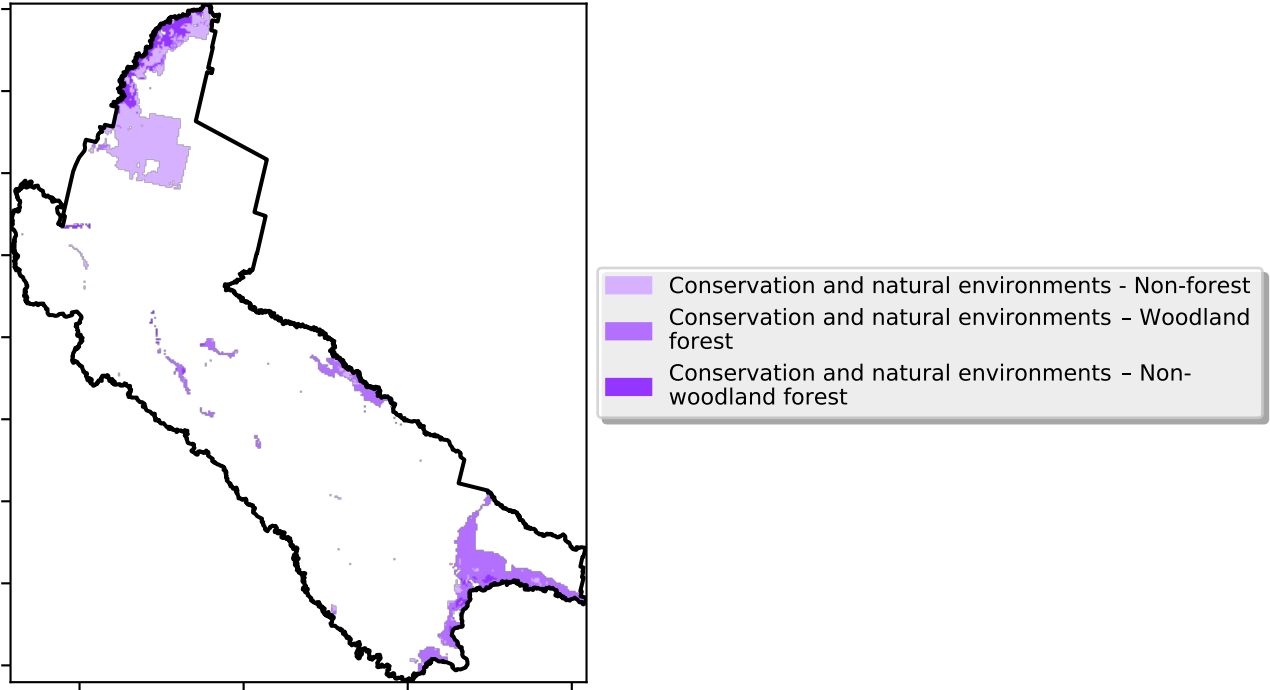 Conservation and natural environments - Non-forest
Conservation and natural environments – Woodland
forest
Conservation and natural environments – Non-
woodland forest